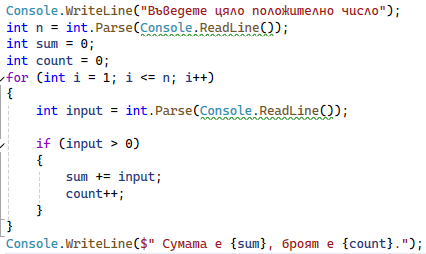 Console.WriteLine("Въведете цяло положително число");
int n = int.Parse(Console.ReadLine());
int sum = 0;
int count = 0;
for (int i = 1; i <= n; i++)
{
    int input = int.Parse(Console.ReadLine());
    if (input > 0)
    {
        sum += input;
        count++;
    }
}
Console.WriteLine($" Сумата е {sum}, броят е {count}.");